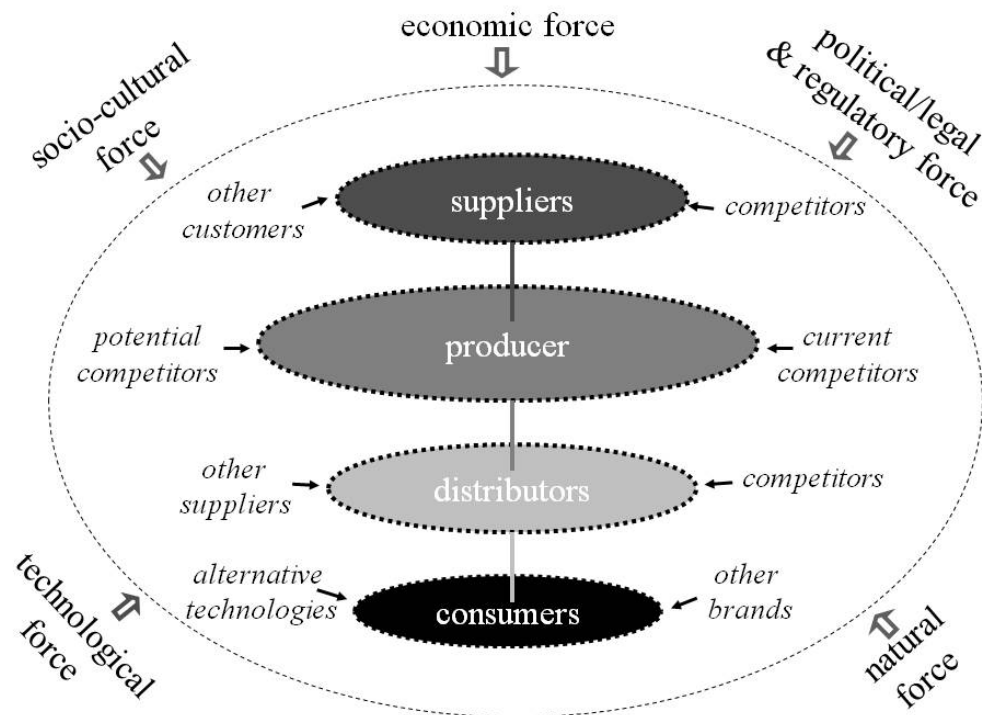 economic force
socio-cultural
force
political/legal
& regulatory force
other
customers
suppliers
competitors
potential
competitors
producer
current
competitors
other
suppliers
distributors
competitors
alternative
technologies
consumers
other
brands
technological
force
natural
force